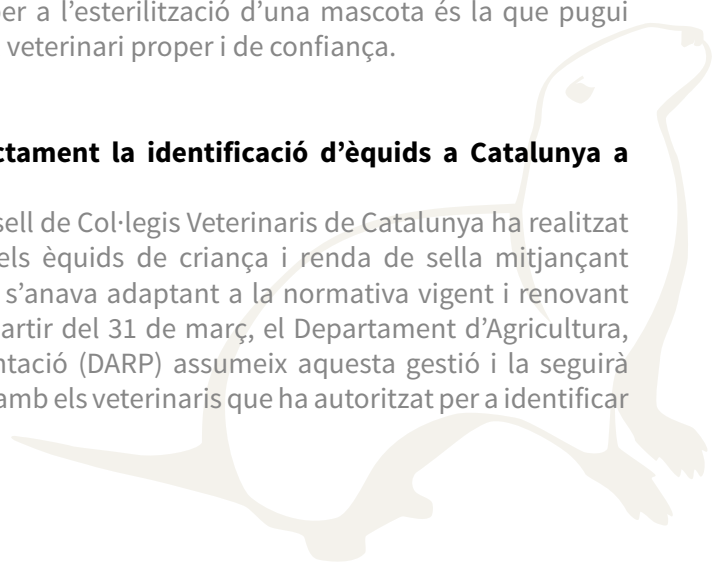 per a l’esterilització d’una mascota és la que pugui
veterinari proper i de confiança.
ctament la identificació d’èquids a Catalunya a
sell de Col·legis Veterinaris de Catalunya ha realitzat
els èquids de criança i renda de sella mitjançant
s’anava adaptant a la normativa vigent i renovant
partir del 31 de març, el Departament d’Agricultura,
ntació (DARP) assumeix aquesta gestió i la seguirà
amb els veterinaris que ha autoritzat per a identificar